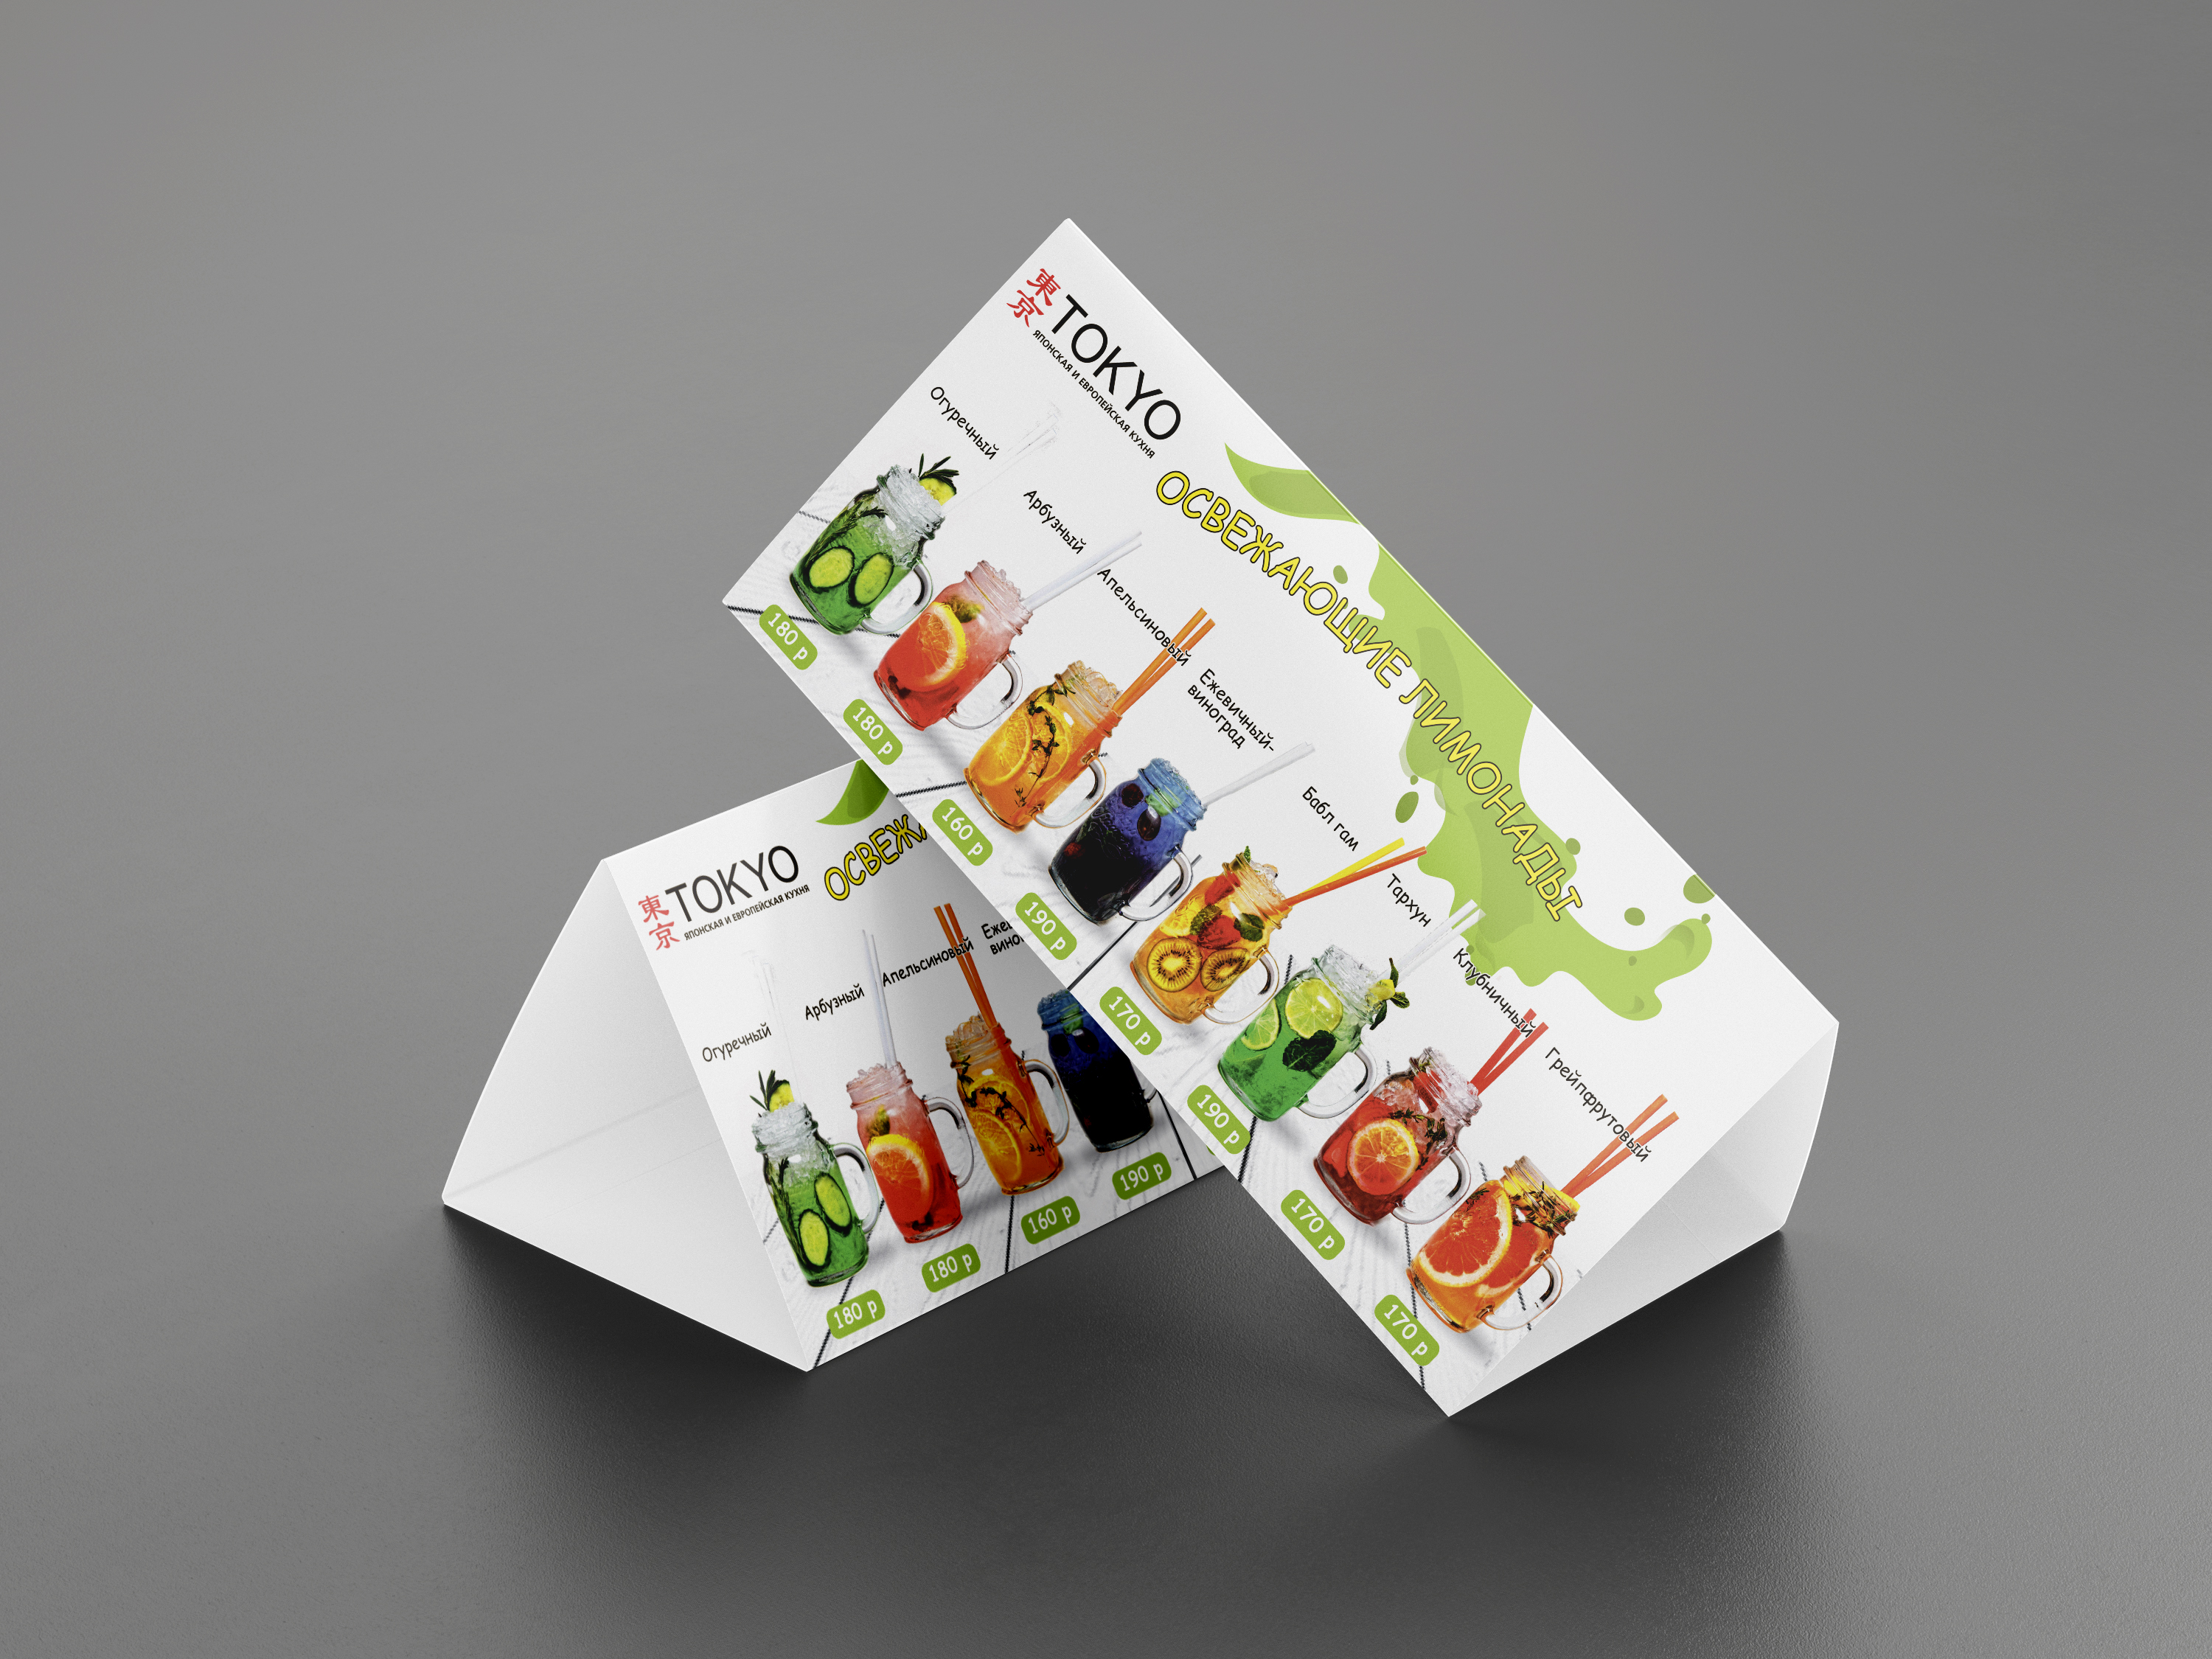 東京
TOKYO
ЯПОНСКАЯ И ЕВРОПЕЙСКАЯ КУХНЯ
ОСВЕЖАЮЩИЕ ЛИМОНАДЫ
Огуречный
Арбузный
Апельсиновый
Ежевичный-
виноград
Бабл гам
Тархун
Клубничный
Грейпфрутовый
180 р
180 р
160 р
190 р
170 р
190 р
170 р
170 р
東京
TOKYO
ЯПОНСКАЯ И ЕВРОПЕЙСКАЯ КУХНЯ
Огуречный
Арбузный
Апельсиновый
180 р
180 р
160 р
190 р